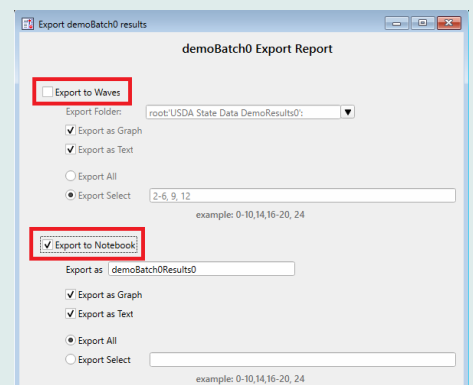 Export demoBatch0 results
demoBatch0 Export Report
Export to Waves
Export Folder: root:'USDA State Data DemoResults0':
Export as Graph
Export as Text
Export All
Export Select 2-6, 9, 12
example: 0-10,14,16-20, 24
Export to Notebook
Export as demoBatch0Results0
Export as Graph
Export as Text
Export All
Export Select
example: 0-10,14,16-20, 24